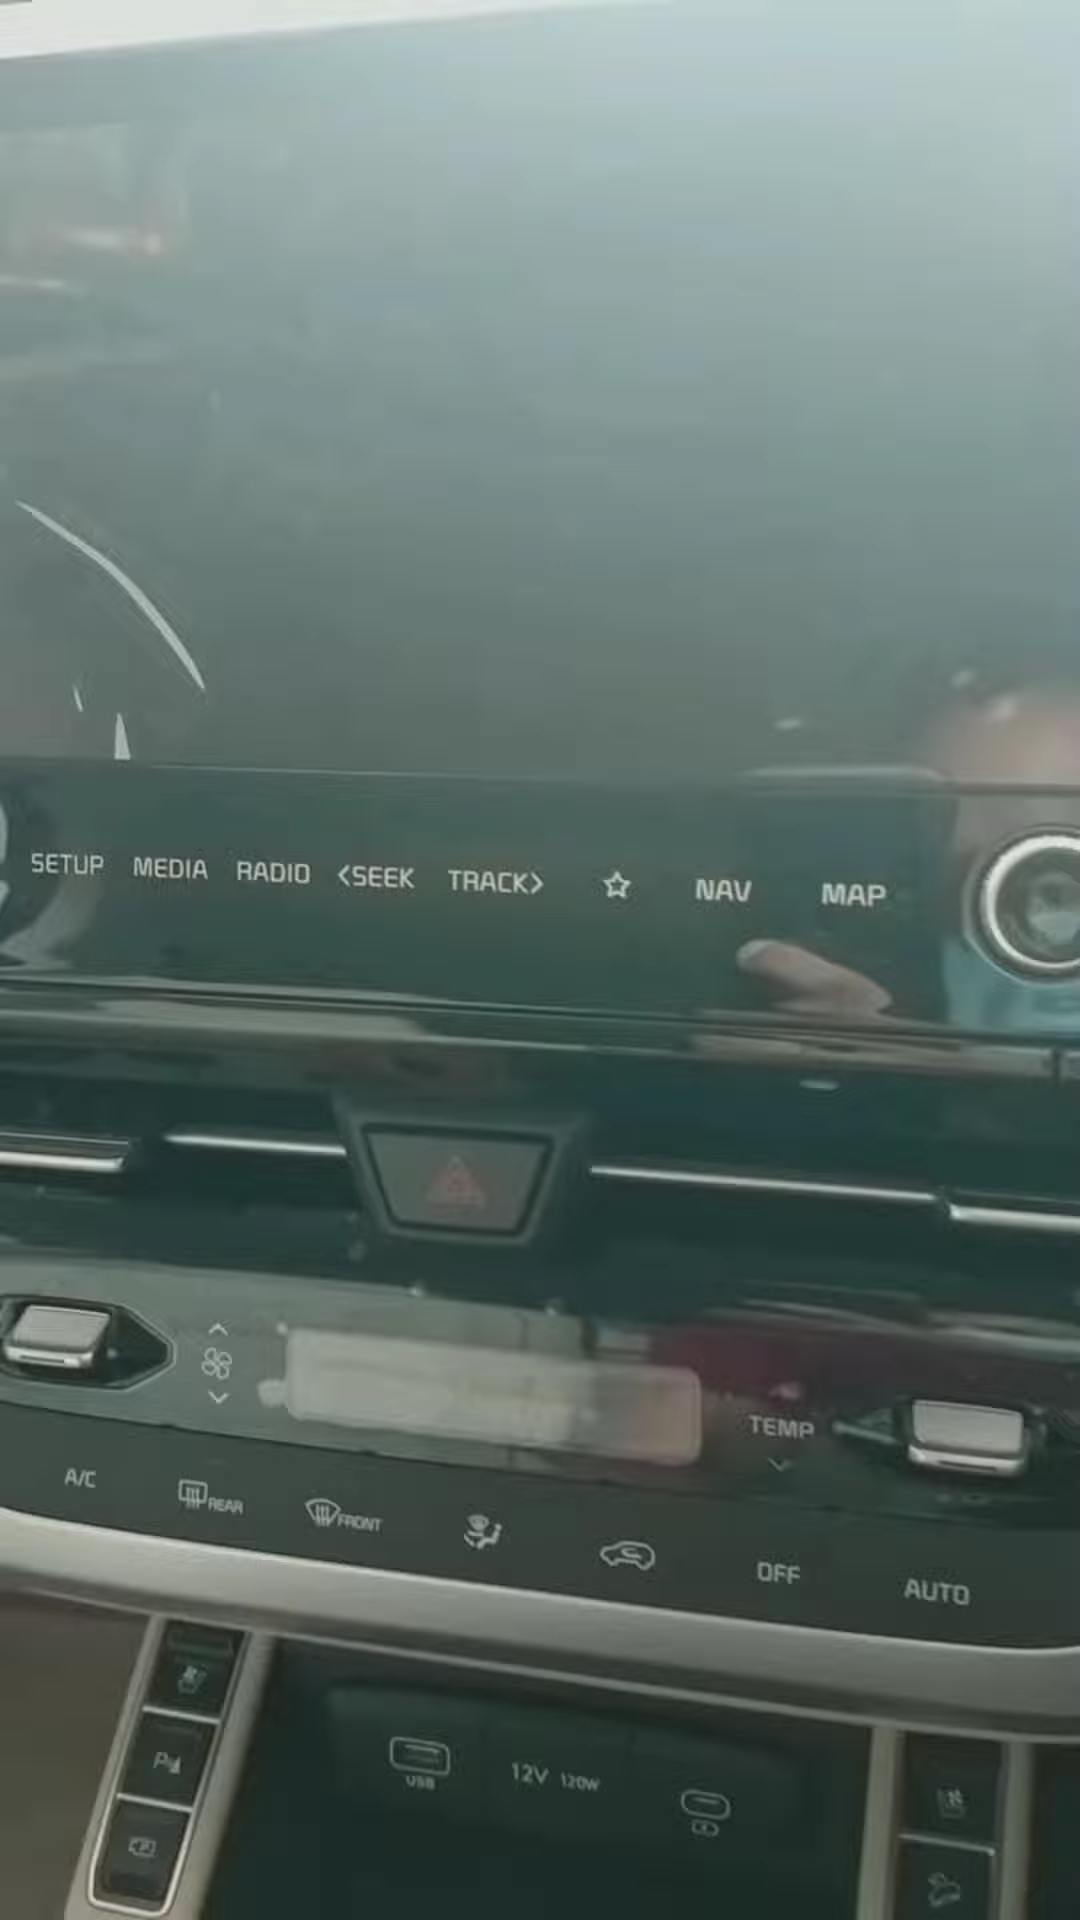 SETUP MEDIA RADIO <SEEK TRACK> ☆ NAV MAP
TEMP
A/C REAR FRONT OFF AUTO
USB 12V 120W
P